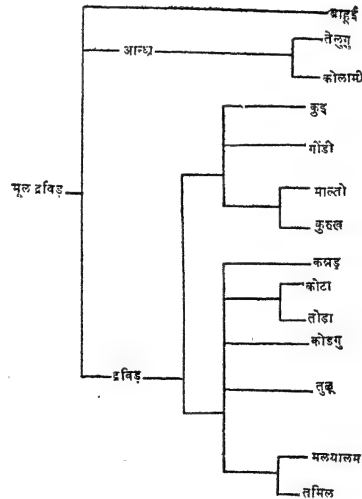 ब्राहूई
तेलुगु
आन्ध्र
कोलामी
कुइ
गोंडी
माल्तो
मूल द्रविड़
कुरुख
कन्नड़
कोटा
तोड़ा
कोडगु
द्रविड़
तुळू
मलयालम
तमिल